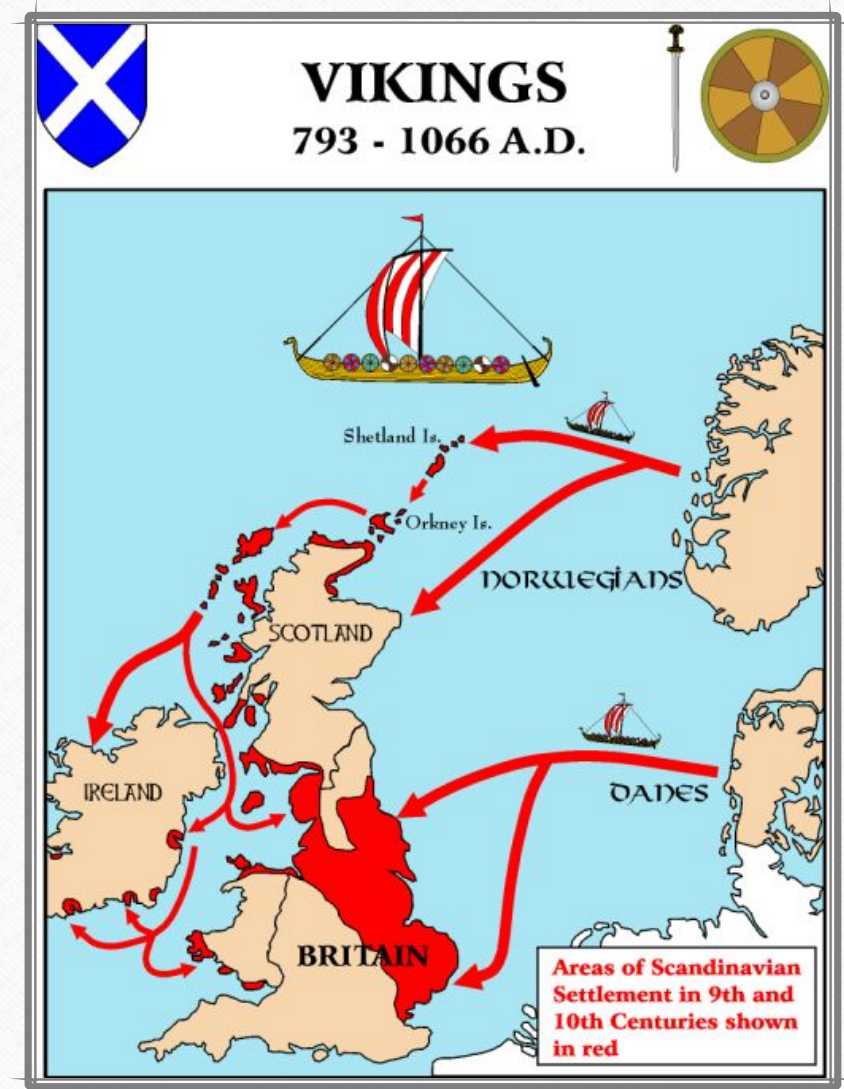 VIKINGS
793 - 1066 A.D.
Shetland Is.
Orkney Is.
NORWEGIANS
SCOTLAND
IRELAND
DANES
BRITAIN
Areas of Scandinavian
Settlement in 9th and
10th Centuries shown
in red